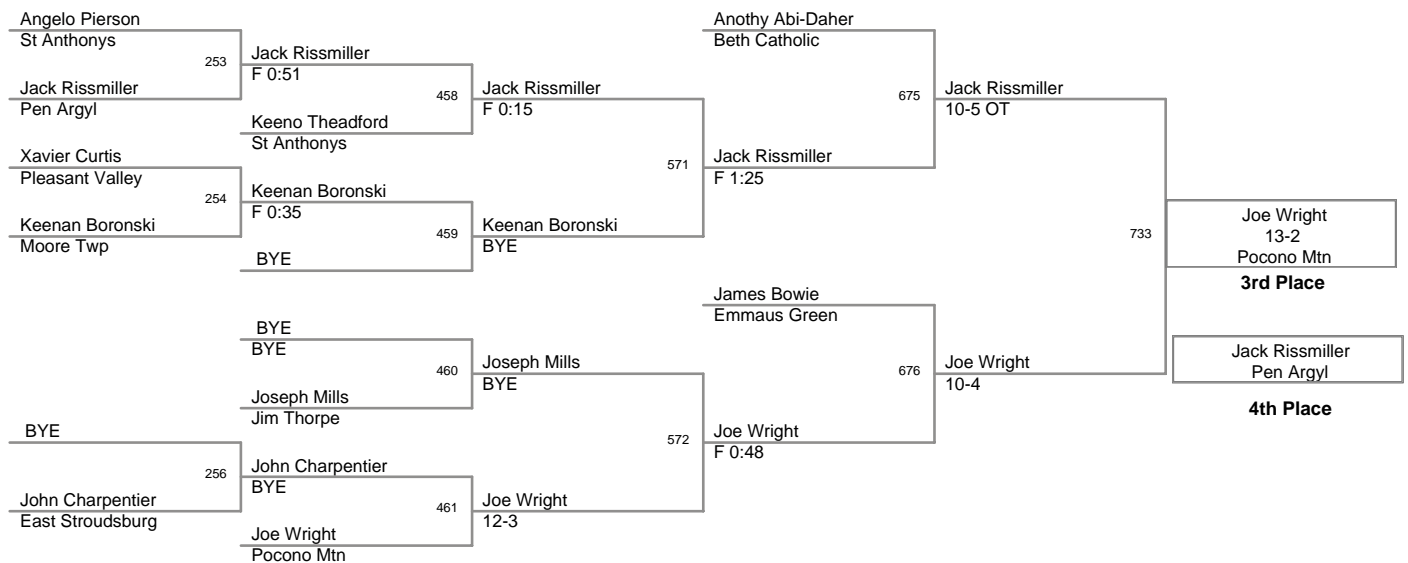 Angelo Pierson
St Anthonys
253
Jack Rissmiller
Pen Argyl
Xavier Curtis
Pleasant Valley
254
Keenan Boronski
Moore Twp
BYE
256
John Charpentier
East Stroudsburg
Jack Rissmiller
F 0:51
458
Keeno Theadford
St Anthonys
Keenan Boronski
F 0:35
459
BYE
BYE
BYE
460
Joseph Mills
Jim Thorpe
John Charpentier
BYE
461
Joe Wright
Pocono Mtn
Jack Rissmiller
F 0:15
571
Keenan Boronski
BYE
Joseph Mills
BYE
572
Joe Wright
12-3
Anothy Abi-Daher
Beth Catholic
675
Jack Rissmiller
F 1:25
James Bowie
Emmaus Green
676
Joe Wright
F 0:48
Jack Rissmiller
10-5 OT
733
Joe Wright
10-4
Joe Wright
13-2
Pocono Mtn
3rd Place
Jack Rissmiller
Pen Argyl
4th Place